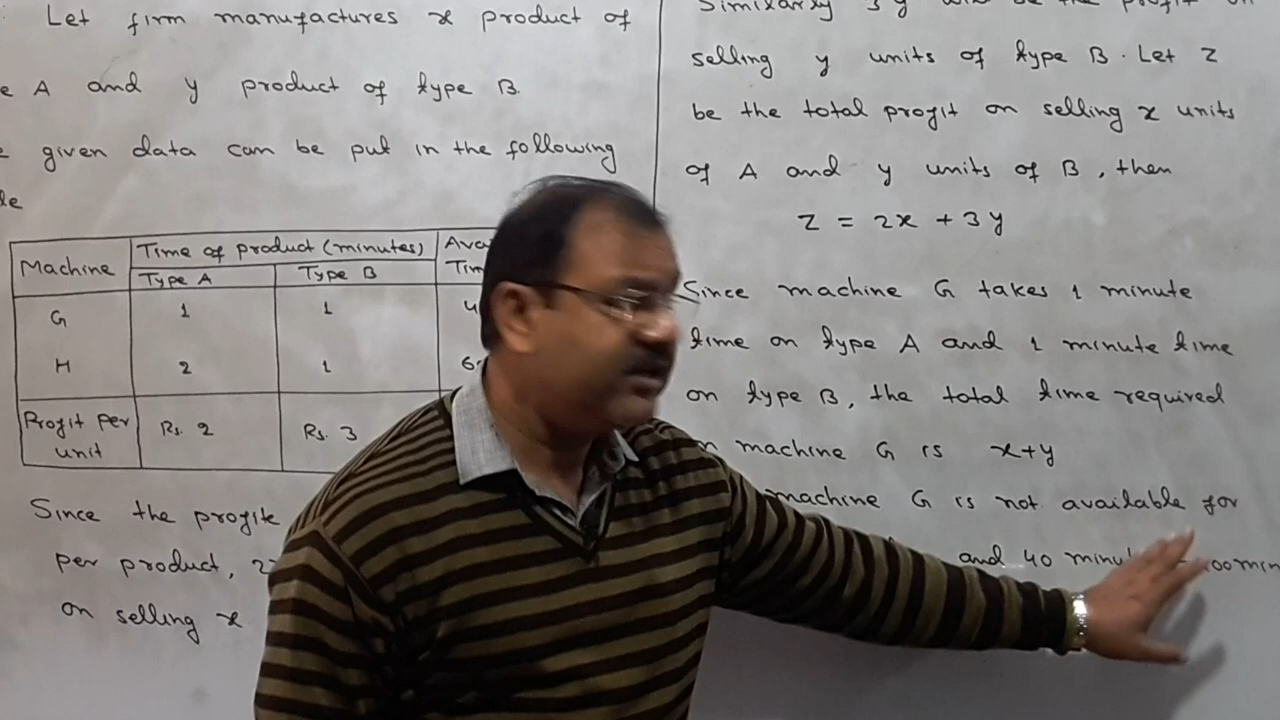 Let firm manufactures x product of
A and y product of type B.
given data can be put in the following
Machine
Time of product (minutes)
Type A
Type B
G
1
1
H
2
1
Profit per
unit
Rs. 2
Rs. 3
Since the profit
per product,
on selling x
Similarly 3y
selling y units of type B. Let Z
be the total profit on selling x units
of A and y units of B, then
Z = 2x + 3y
Since machine G takes 1 minute
time on type A and 1 minute time
on type B, the total time required
machine G is x+y
machine G is not available for
and 40